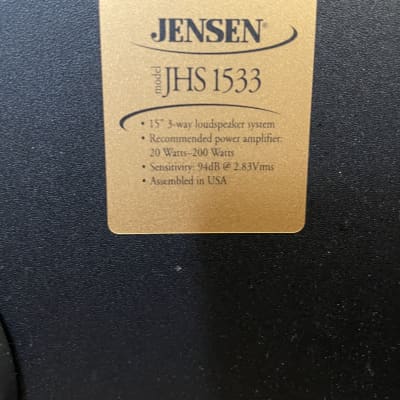 JENSEN®
model JHS 1533
• 15" 3-way loudspeaker system
• Recommended power amplifier:
20 Watts–200 Watts
• Sensitivity: 94dB @ 2.83Vrms
• Assembled in USA